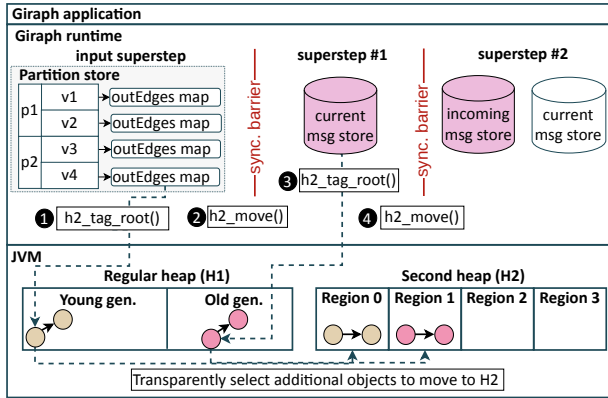 Giraph application
Giraph runtime
input superstep
superstep #1
superstep #2
Partition store
p1
v1
outEdges map
v2
outEdges map
p2
v3
outEdges map
v4
outEdges map
sync. barrier
current
msg store
sync. barrier
incoming
msg store
current
msg store
1
h2_tag_root()
2
h2_move()
3
h2_tag_root()
4
h2_move()
JVM
Regular heap (H1)
Second heap (H2)
Young gen.
Old gen.
Region 0
Region 1
Region 2
Region 3
Transparently select additional objects to move to H2